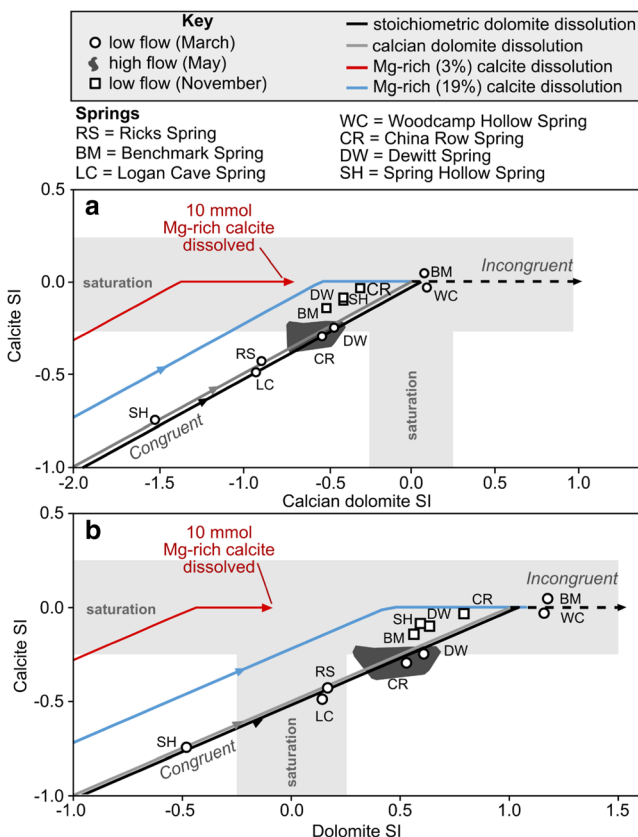 Key
low flow (March)
high flow (May)
low flow (November)
stoichiometric dolomite dissolution
calcian dolomite dissolution
Mg-rich (3%) calcite dissolution
Mg-rich (19%) calcite dissolution
Springs
RS = Ricks Spring
BM = Benchmark Spring
LC = Logan Cave Spring
WC = Woodcamp Hollow Spring
CR = China Row Spring
DW = Dewitt Spring
SH = Spring Hollow Spring
a
0.5
0.0
-0.5
-1.0
Calcite SI
10 mmol
Mg-rich calcite
dissolved
saturation
Incongruent
BM
WC
CR
DW
SH
BM
DW
CR
RS
LC
SH
Congruent
saturation
-2.0
-1.5
-1.0
-0.5
0.0
0.5
1.0
Calcian dolomite SI
b
0.5
0.0
-0.5
-1.0
Calcite SI
10 mmol
Mg-rich calcite
dissolved
saturation
Incongruent
BM
WC
CR
SH
DW
BM
DW
CR
RS
LC
SH
Congruent
saturation
-1.0
-0.5
0.0
0.5
1.0
1.5
Dolomite SI